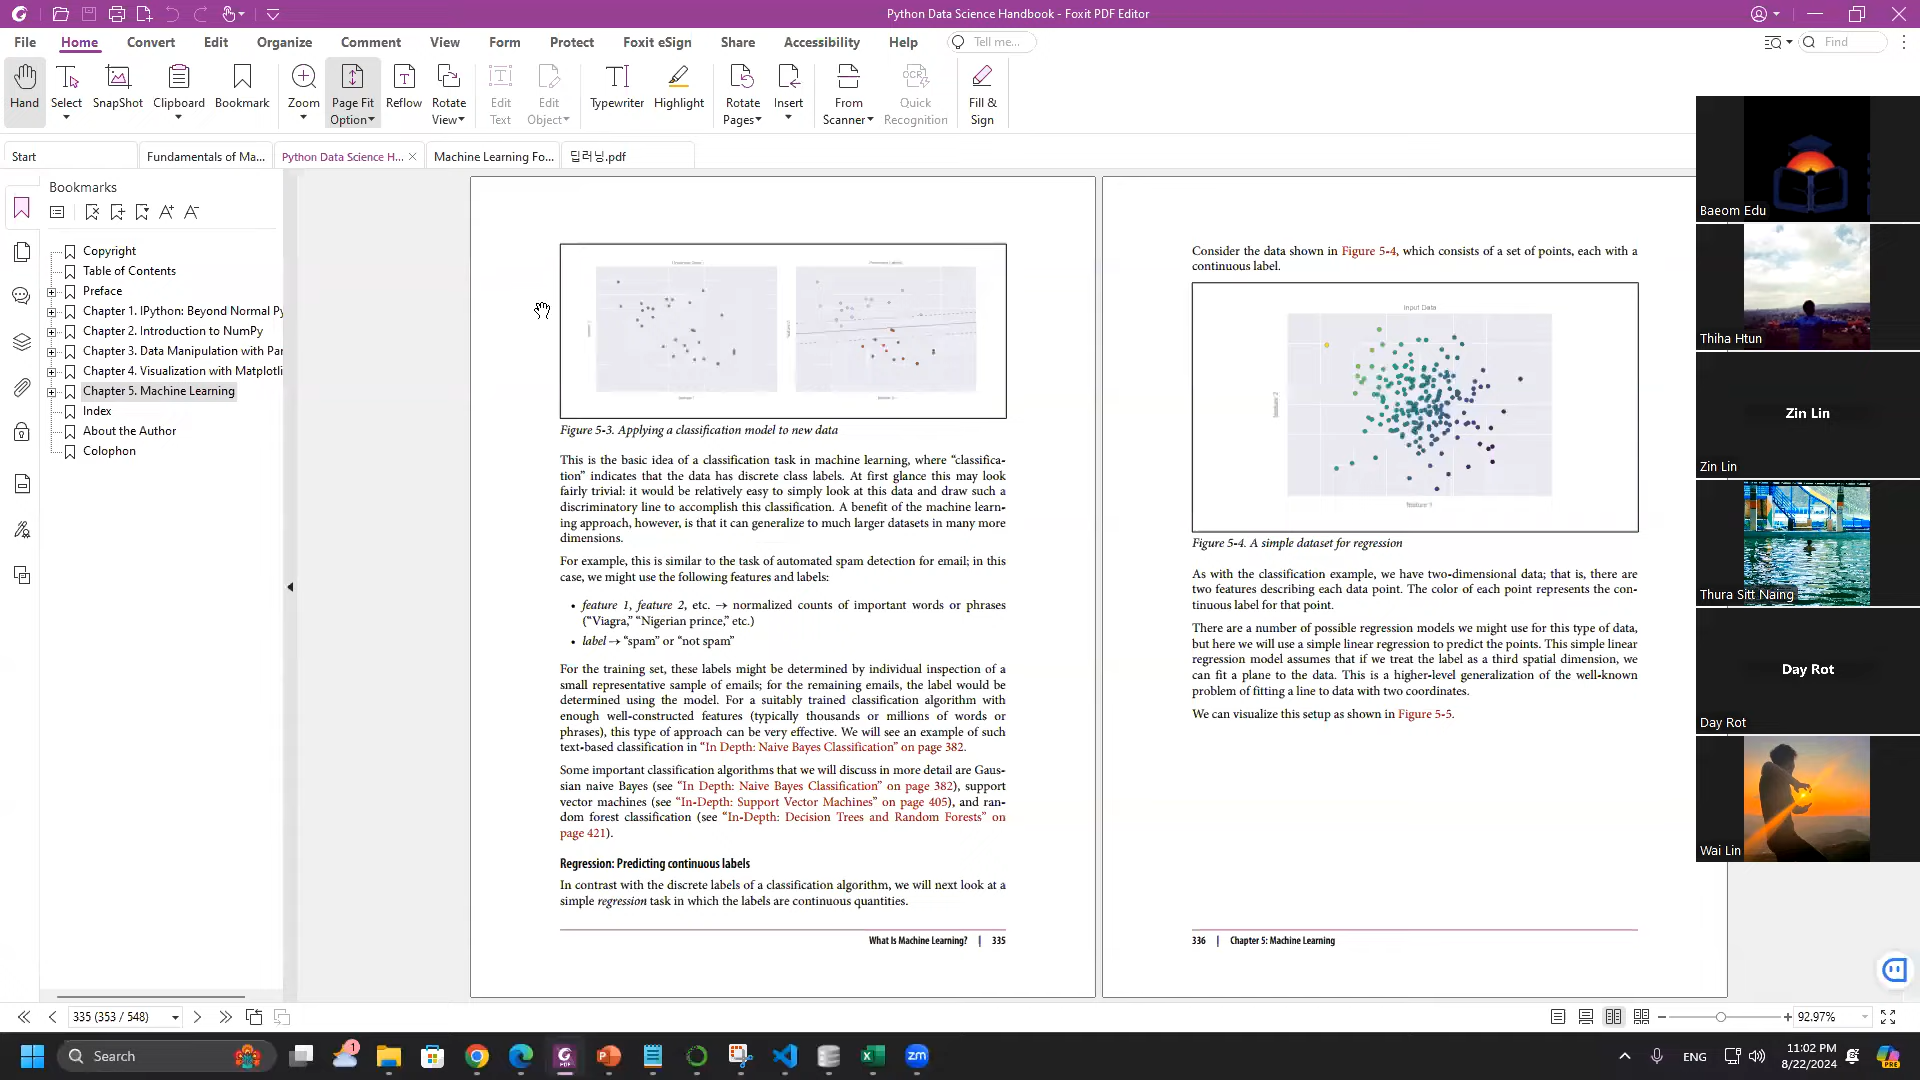 Python Data Science Handbook - Foxit PDF Editor
File Home Convert Edit Organize Comment View Form Protect Foxit eSign Share Accessibility Help Tell me... Find
Hand Select SnapShot Clipboard Bookmark Zoom Page Fit Option Reflow Rotate View Edit Text Edit Object Typewriter Highlight Rotate Pages Insert From Scanner OCR Quick Recognition Fill & Sign
Start Fundamentals of Ma... Python Data Science H... Machine Learning Fo... 딥러닝.pdf
Bookmarks
Copyright
Table of Contents
Preface
Chapter 1. IPython: Beyond Normal Py
Chapter 2. Introduction to NumPy
Chapter 3. Data Manipulation with Par
Chapter 4. Visualization with Matplotli
Chapter 5. Machine Learning
Index
About the Author
Colophon
Figure 5-3. Applying a classification model to new data
This is the basic idea of a classification task in machine learning, where “classifica-
tion” indicates that the data has discrete class labels. At first glance this may look
fairly trivial: it would be relatively easy to simply look at this data and draw such a
discriminatory line to accomplish this classification. A benefit of the machine learn-
ing approach, however, is that it can generalize to much larger datasets in many more
dimensions.
For example, this is similar to the task of automated spam detection for email; in this
case, we might use the following features and labels:
• feature 1, feature 2, etc. → normalized counts of important words or phrases
(“Viagra,” “Nigerian prince,” etc.)
• label → “spam” or “not spam”
For the training set, these labels might be determined by individual inspection of a
small representative sample of emails; for the remaining emails, the label would be
determined using the model. For a suitably trained classification algorithm with
enough well-constructed features (typically thousands or millions of words or
phrases), this type of approach can be very effective. We will see an example of such
text-based classification in “In Depth: Naive Bayes Classification” on page 382.
Some important classification algorithms that we will discuss in more detail are Gaus-
sian naive Bayes (see “In Depth: Naive Bayes Classification” on page 382), support
vector machines (see “In-Depth: Support Vector Machines” on page 405), and ran-
dom forest classification (see “In-Depth: Decision Trees and Random Forests” on
page 421).
Regression: Predicting continuous labels
In contrast with the discrete labels of a classification algorithm, we will next look at a
simple regression task in which the labels are continuous quantities.
What Is Machine Learning? | 335
Consider the data shown in Figure 5-4, which consists of a set of points, each with a
continuous label.
Input Data
feature 2
feature 1
Figure 5-4. A simple dataset for regression
As with the classification example, we have two-dimensional data; that is, there are
two features describing each data point. The color of each point represents the con-
tinuous label for that point.
There are a number of possible regression models we might use for this type of data,
but here we will use a simple linear regression to predict the points. This simple linear
regression model assumes that if we treat the label as a third spatial dimension, we
can fit a plane to the data. This is a higher-level generalization of the well-known
problem of fitting a line to data with two coordinates.
We can visualize this setup as shown in Figure 5-5.
336 | Chapter 5: Machine Learning
Baeom Edu
Thiha Htun
Zin Lin
Zin Lin
Thura Sitt Naing
Day Rot
Day Rot
Wai Lin
335 (353 / 548)
92.97%
Search
1
PDF
zm
ENG
11:02 PM
8/22/2024
PRE